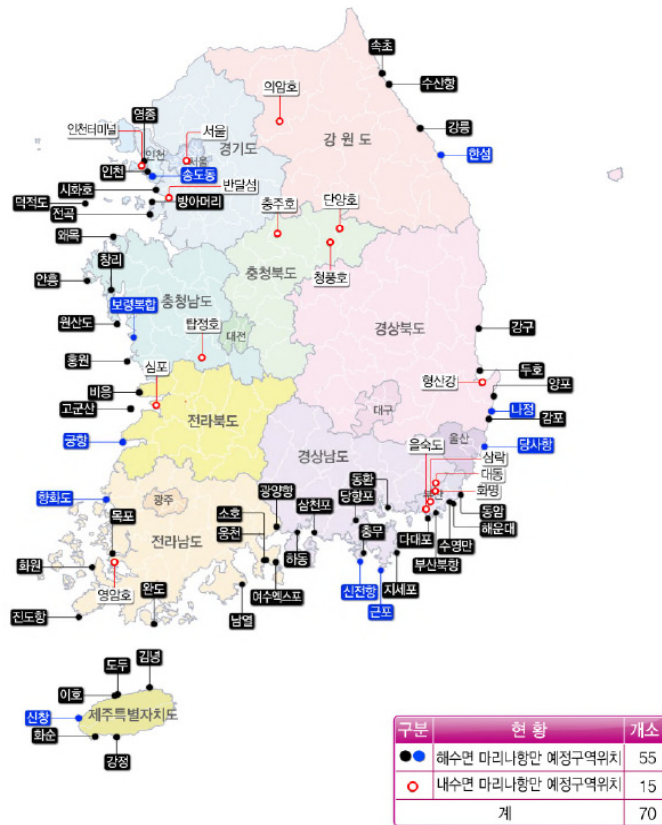 속초
수산항
의암호
강릉
강원도
한섬
영종
인천터미널
서울
인천
경기도
서울
인천
송도동
시화호
반달섬
덕적도
방아머리
전곡
충주호
단양호
왜목
청풍호
창리
충청북도
안흥
보령복합
충청남도
원산도
탑정호
대전
경상북도
감구
홍원
심포
두호
형산강
양포
비응
고군산
전라북도
대구
나정
감포
울산
궁항
경상남도
을숙도
당사항
삼락
대동
화명
부산
향화도
광주
광양항
동환
소호
삼천포
당항포
목포
웅천
전라남도
동암
해운대
다대포
수영만
충무
하동
부산북항
화원
영암호
여수엑스포
신전항
지세포
근포
완도
남열
진도항
김녕
도두
이호
신창
제주특별자치도
화순
강정
구분 현 황 개소
해수면 마리나항만 예정구역위치 55
내수면 마리나항만 예정구역위치 15
계 70